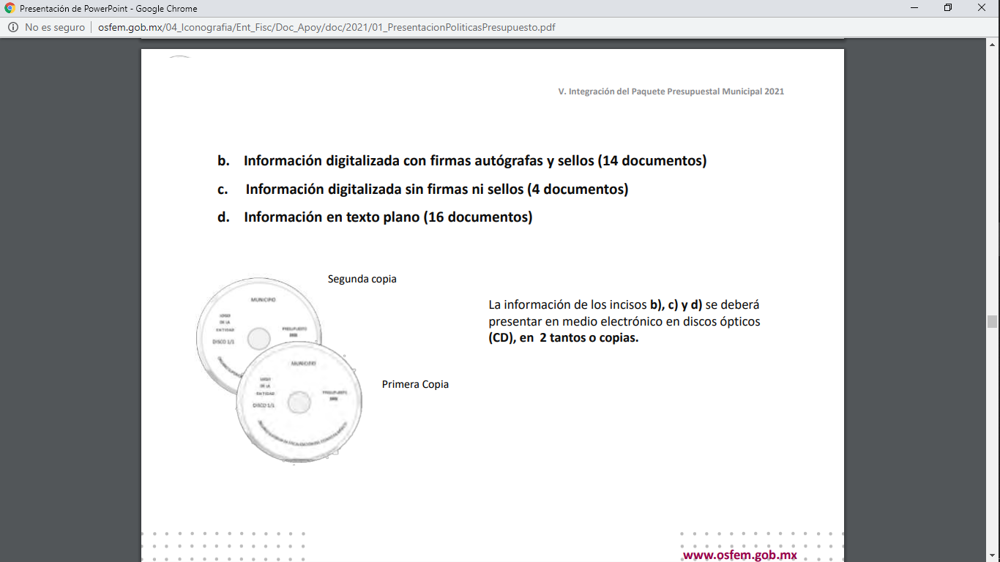 Presentación de PowerPoint - Google Chrome
No es seguro | osfem.gob.mx/04_Iconografia/Ent_Fisc/Doc_Apoy/doc/2021/01_PresentacionPoliticasPresupuesto.pdf
V. Integración del Paquete Presupuestal Municipal 2021
b. Información digitalizada con firmas autógrafas y sellos (14 documentos)
c. Información digitalizada sin firmas ni sellos (4 documentos)
d. Información en texto plano (16 documentos)
Segunda copia
MUNICIPIO
LOGO
DE LA
ENTIDAD
PRESUPUESTO
DISCO 1/1
La información de los incisos b), c) y d) se deberá
presentar en medio electrónico en discos ópticos
(CD), en 2 tantos o copias.
MUNICIPIO
LOGO
DE LA
ENTIDAD
PRESUPUESTO
DISCO 1/1
Primera Copia
www.osfem.gob.mx